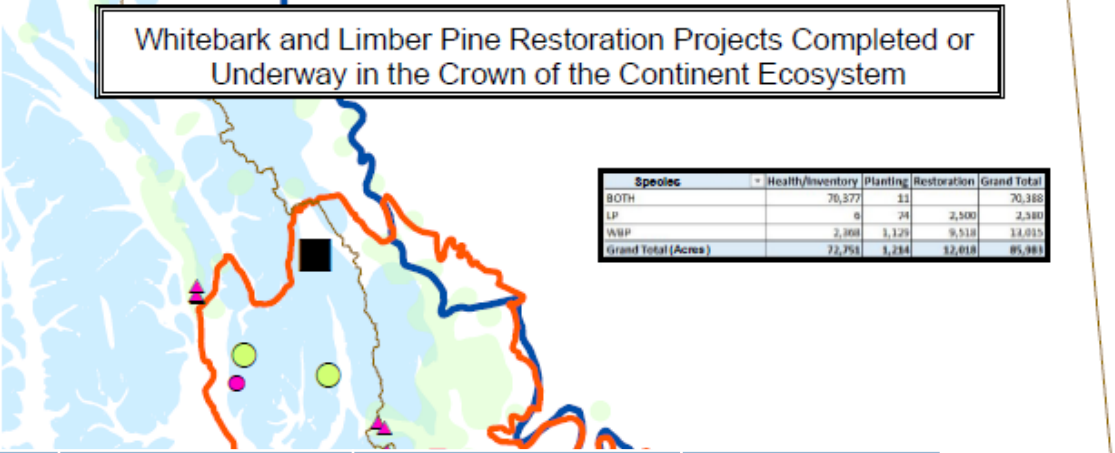 Whitebark and Limber Pine Restoration Projects Completed or
Underway in the Crown of the Continent Ecosystem
Species Health/Inventory Planting Restoration Grand Total
BOTH 70,377 11 70,388
LP 6 74 2,500 2,580
WBP 2,368 1,129 9,518 13,015
Grand Total (Acres) 72,751 1,214 12,018 85,983